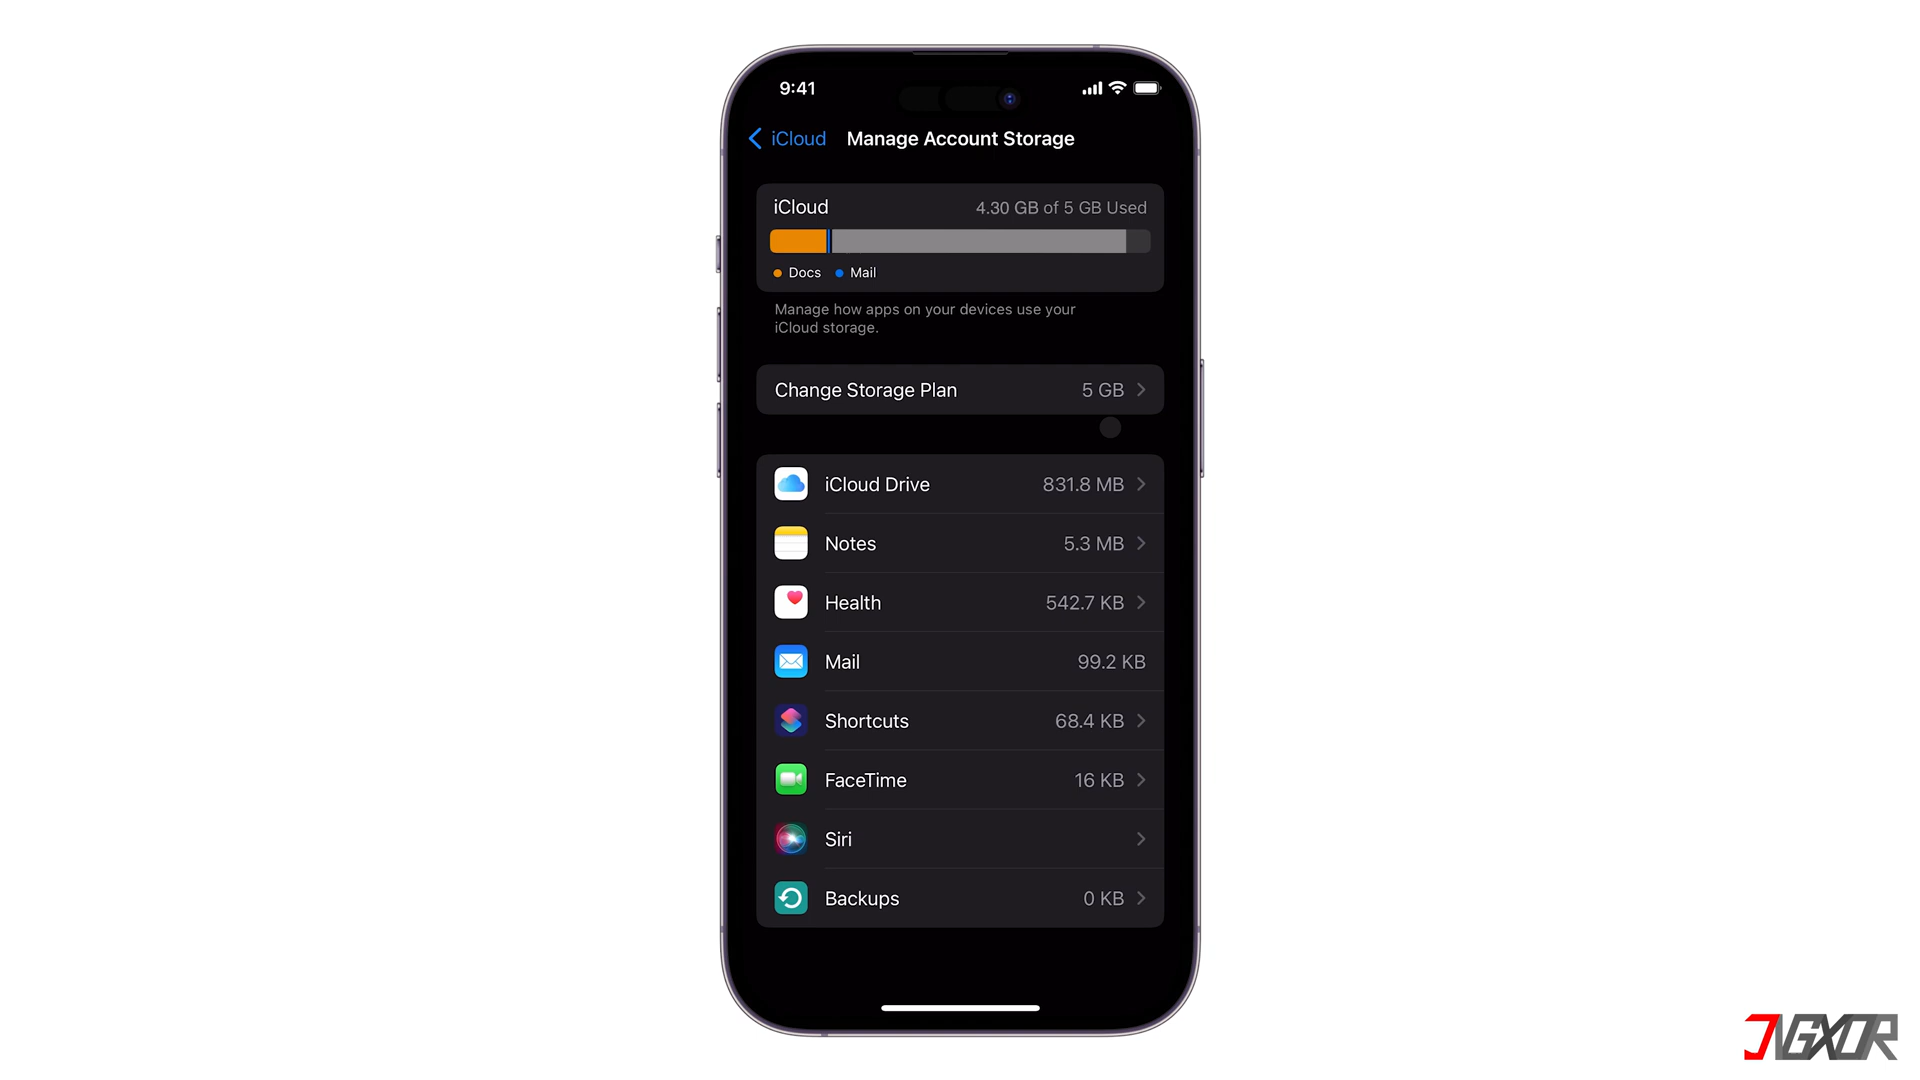 9:41
iCloud Manage Account Storage
iCloud 4.30 GB of 5 GB Used
Docs Mail
Manage how apps on your devices use your
iCloud storage.
Change Storage Plan 5 GB
iCloud Drive 831.8 MB
Notes 5.3 MB
Health 542.7 KB
Mail 99.2 KB
Shortcuts 68.4 KB
FaceTime 16 KB
Siri
Backups 0 KB
JVGXOR